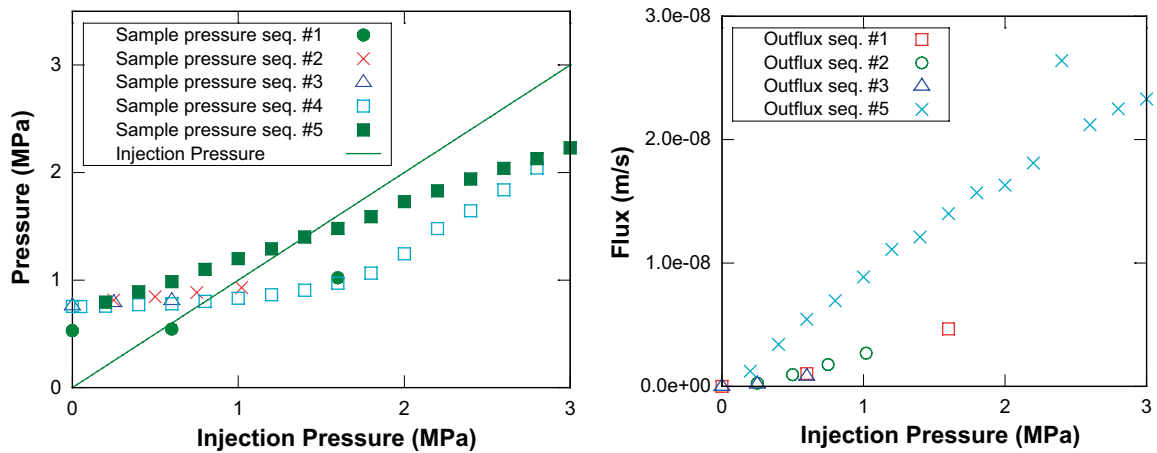 Sample pressure seq. #1
Sample pressure seq. #2
Sample pressure seq. #3
Sample pressure seq. #4
Sample pressure seq. #5
Injection Pressure
Pressure (MPa)
3
2
1
0
0
1
2
3
Injection Pressure (MPa)
Outflux seq. #1
Outflux seq. #2
Outflux seq. #3
Outflux seq. #5
Flux (m/s)
3.0e-08
2.0e-08
1.0e-08
0.0e+00
0
1
2
3
Injection Pressure (MPa)